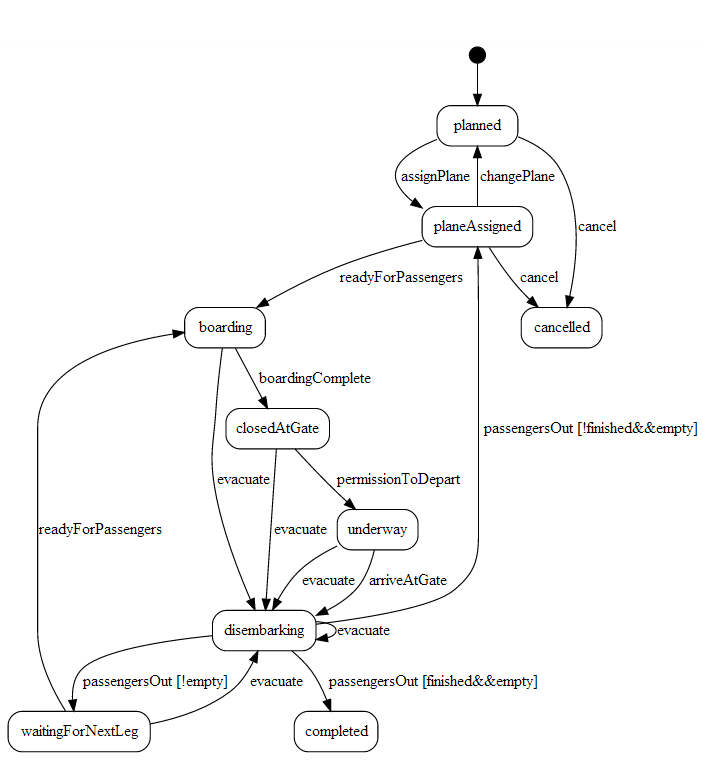 planned
assignPlane
changePlane
planeAssigned
cancel
cancel
readyForPassengers
boarding
cancelled
boardingComplete
closedAtGate
passengersOut [!finished&&empty]
evacuate
evacuate
permissionToDepart
readyForPassengers
underway
evacuate
arriveAtGate
disembarking
evacuate
passengersOut [!empty]
evacuate
passengersOut [finished&&empty]
waitingForNextLeg
completed